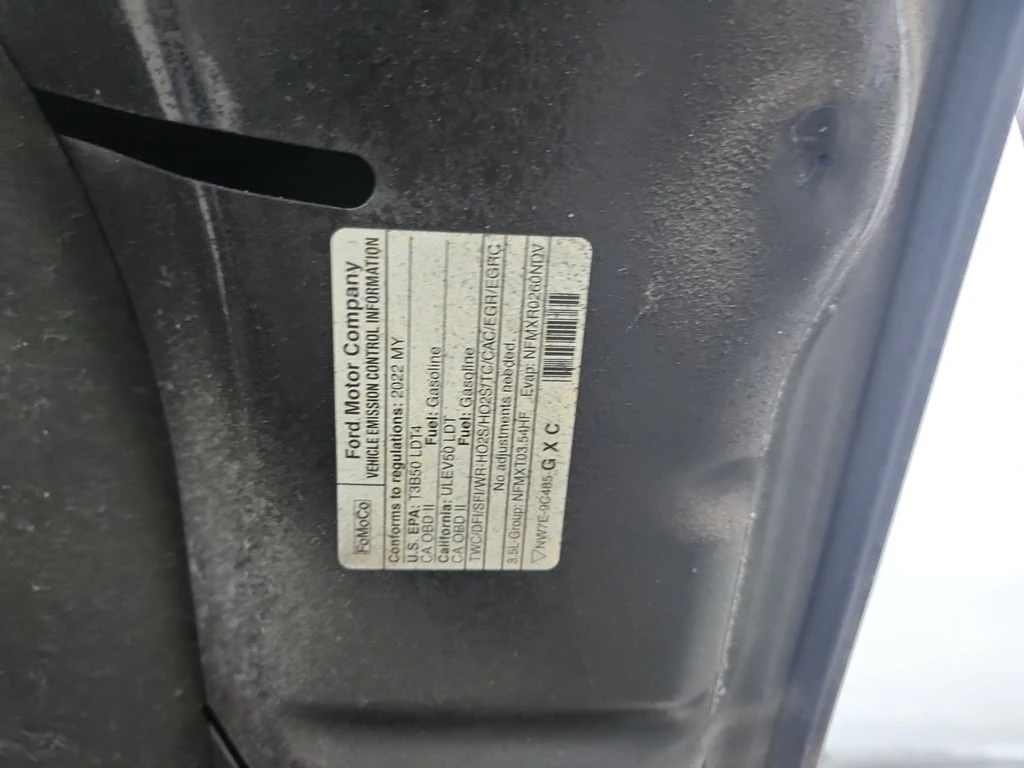 FoMoCo
Ford Motor Company
VEHICLE EMISSION CONTROL INFORMATION
Conforms to regulations: 2022 MY
U.S. EPA: T3B50 LDT4
CA OBD II Fuel: Gasoline
California: ULEV50 LDT
CA OBD II Fuel: Gasoline
TWC/DFI/SFI/WR-HO2S/HO2S/TC/CAC/EGR/EGRC
No adjustments needed.
3.5L-Group: NFMXT03.54HF Evap: NFMXR0260NDV
NW7E-9C485-G X C